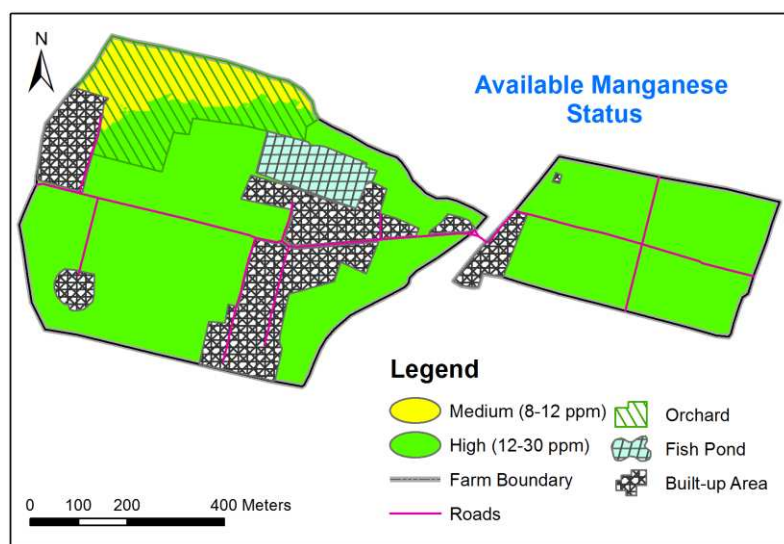 N
Available Manganese
Status
Legend
Medium (8-12 ppm)
High (12-30 ppm)
Farm Boundary
Roads
Orchard
Fish Pond
Built-up Area
0 100 200 400 Meters